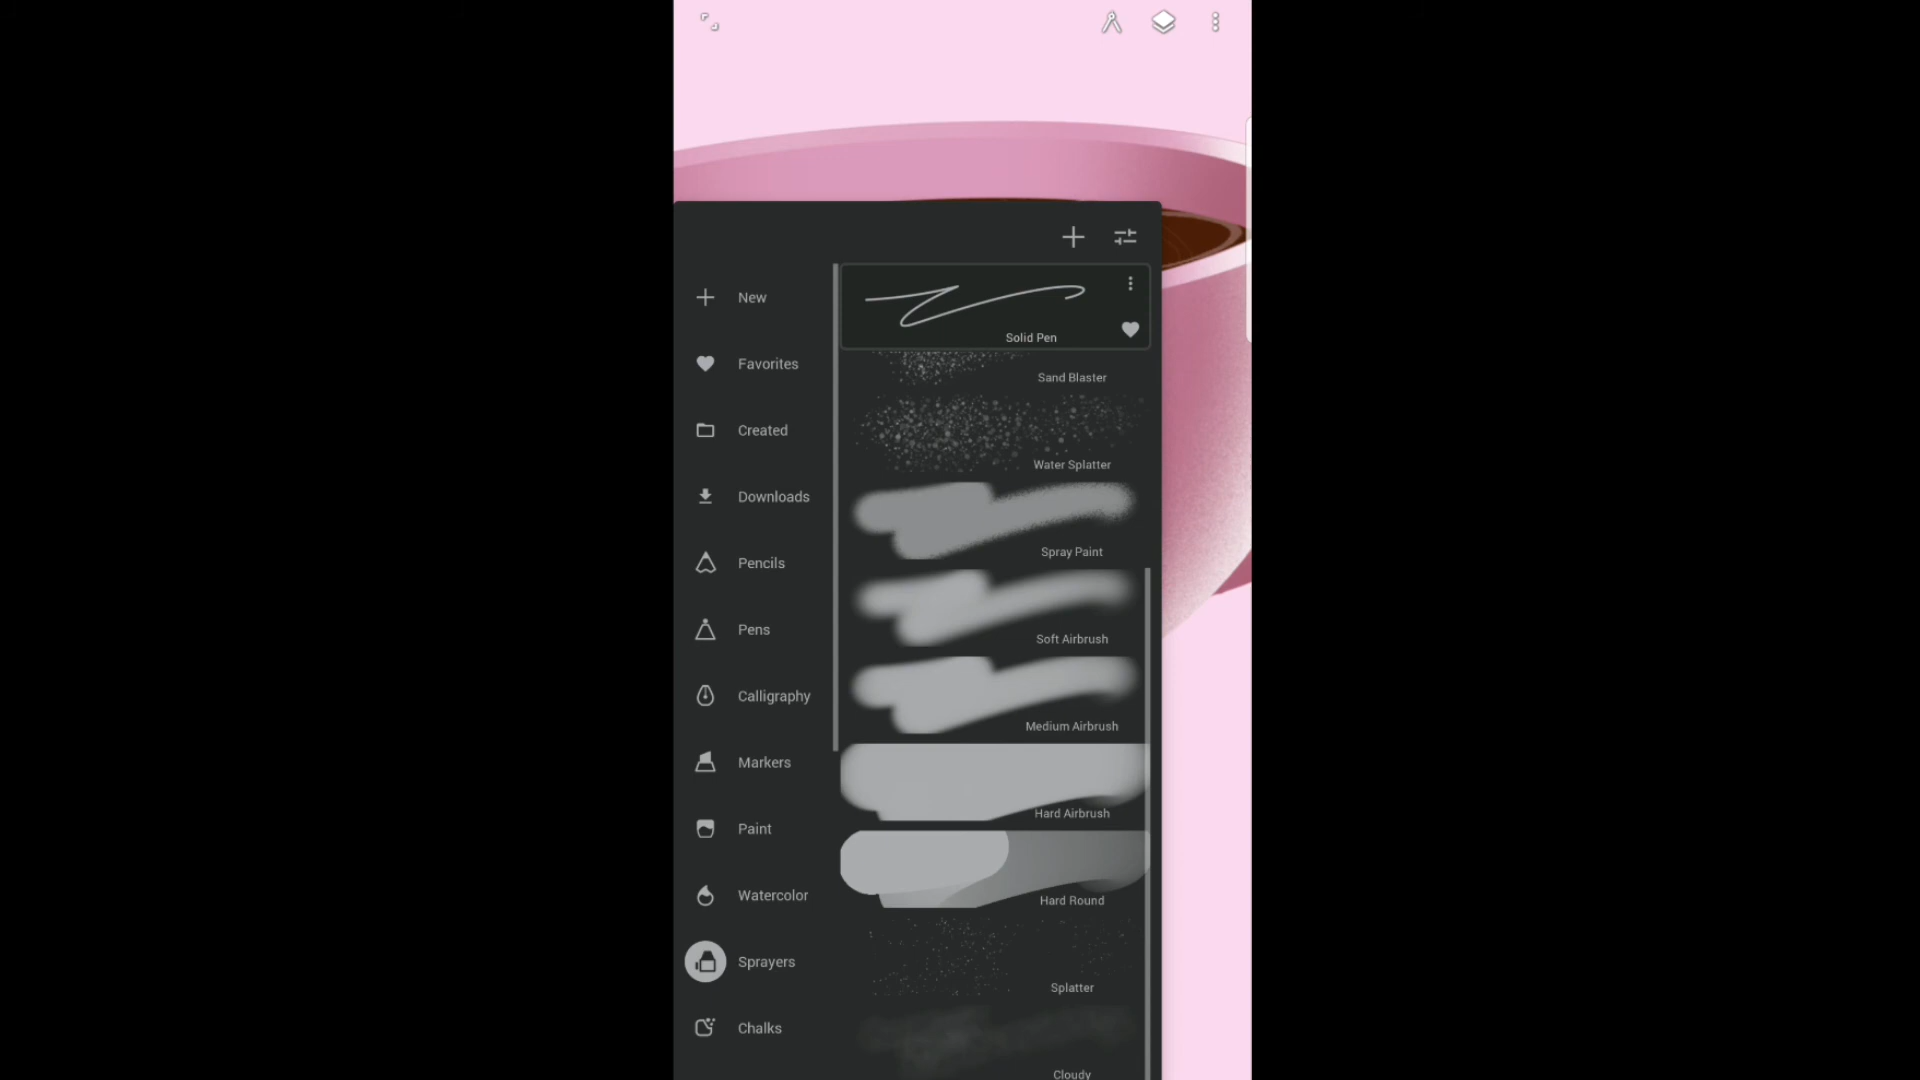 New
Favorites
Created
Downloads
Pencils
Pens
Calligraphy
Markers
Paint
Watercolor
Sprayers
Chalks
Solid Pen
Sand Blaster
Water Splatter
Spray Paint
Soft Airbrush
Medium Airbrush
Hard Airbrush
Hard Round
Splatter
Cloudy